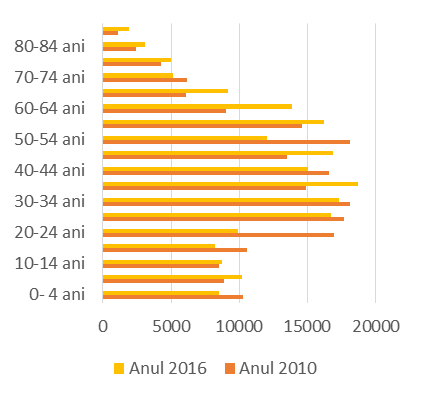 80-84 ani
70-74 ani
60-64 ani
50-54 ani
40-44 ani
30-34 ani
20-24 ani
10-14 ani
0- 4 ani
0 5000 10000 15000 20000
Anul 2016 Anul 2010